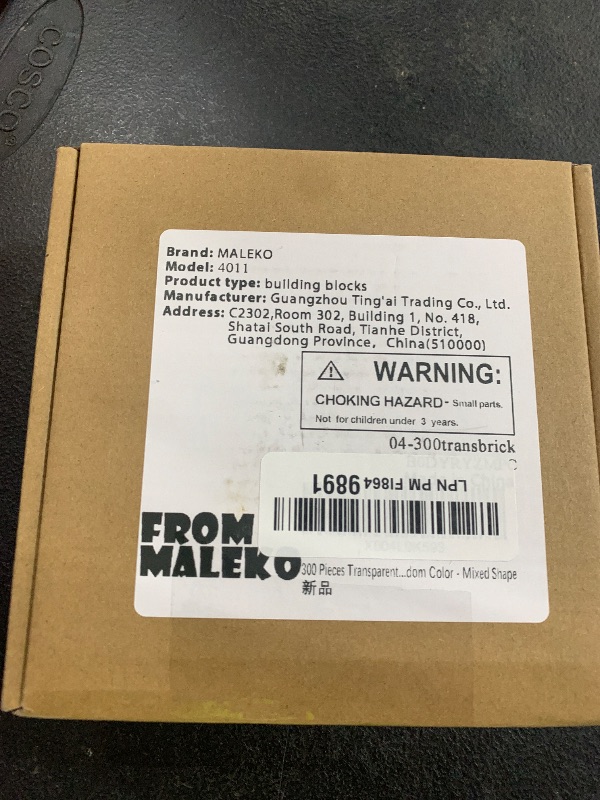 COSCO®
Brand: MALEKO
Model: 4011
Product type: building blocks
Manufacturer: Guangzhou Ting'ai Trading Co., Ltd.
Address: C2302,Room 302, Building 1, No. 418,
Shatai South Road, Tianhe District,
Guangdong Province, China(510000)
WARNING:
CHOKING HAZARD- Small parts.
Not for children under 3 years.
04-300transbrick
LPN PM FI864 9891
FROM
MALEKO
300 Pieces Transparent...dom Color - Mixed Shape
新品